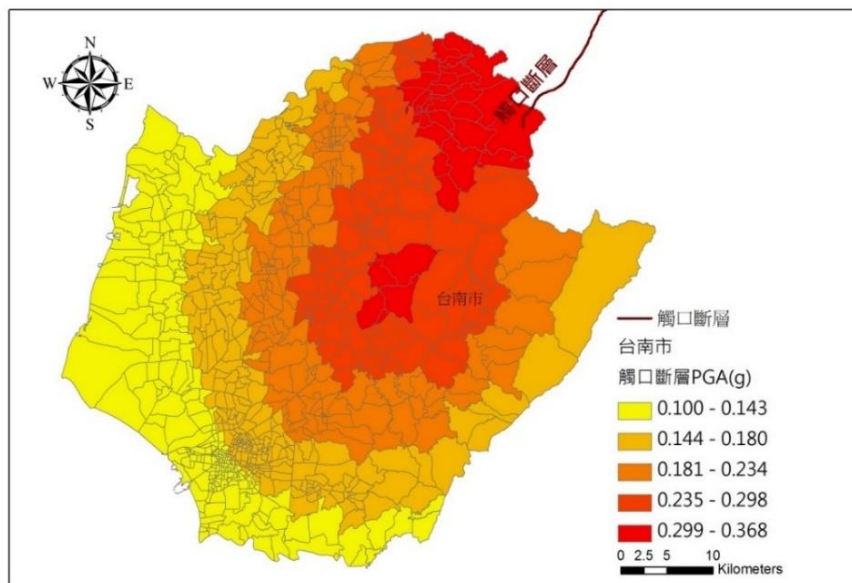 N
W E
S
觸口斷層
台南市
觸口斷層
台南市
觸口斷層PGA(g)
0.100 - 0.143
0.144 - 0.180
0.181 - 0.234
0.235 - 0.298
0.299 - 0.368
0 2.5 5 10
Kilometers